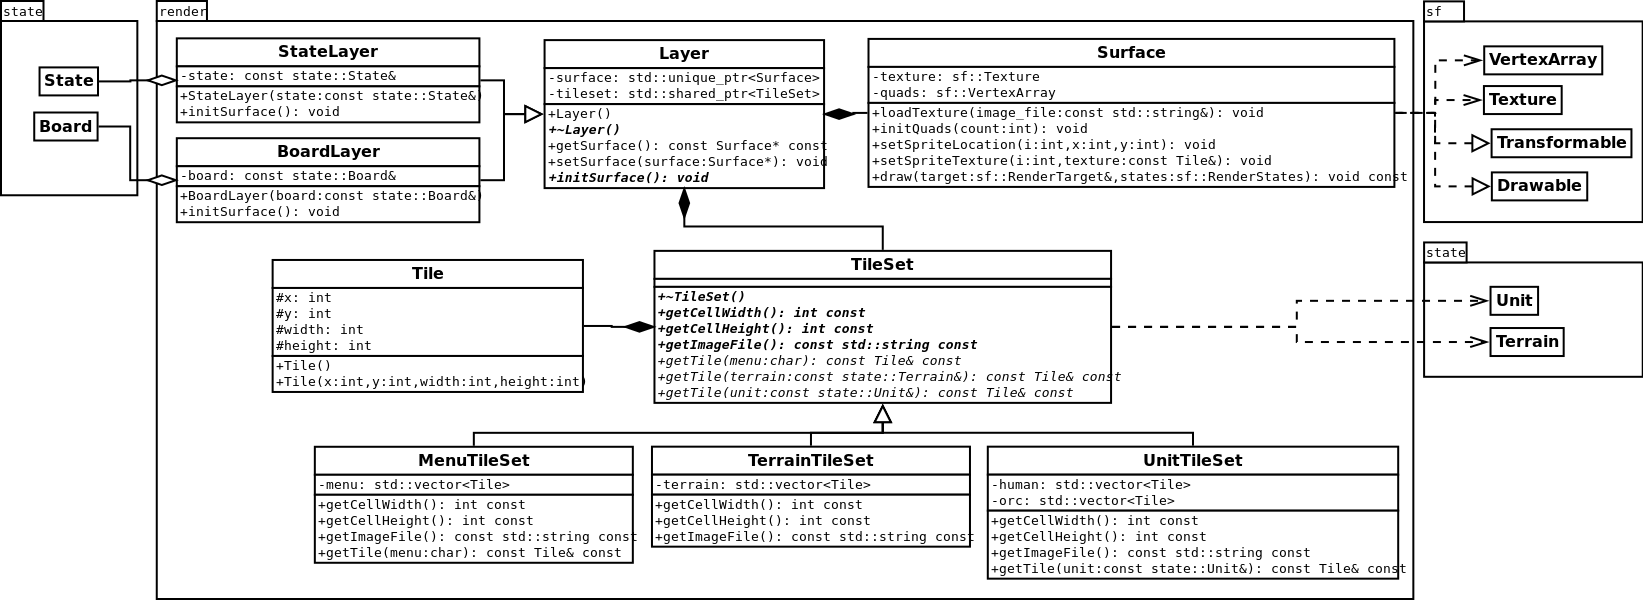 state
State
Board
render
StateLayer
-state: const state::State&
+StateLayer(state:const state::State&)
+initSurface(): void
BoardLayer
-board: const state::Board&
+BoardLayer(board:const state::Board&)
+initSurface(): void
Layer
-surface: std::unique_ptr<Surface>
-tileset: std::shared_ptr<TileSet>
+Layer()
+~Layer()
+getSurface(): const Surface* const
+setSurface(surface:Surface*): void
+initSurface(): void
Surface
-texture: sf::Texture
-quads: sf::VertexArray
+loadTexture(image_file:const std::string&): void
+initQuads(count:int): void
+setSpriteLocation(i:int,x:int,y:int): void
+setSpriteTexture(i:int,texture:const Tile&): void
+draw(target:sf::RenderTarget&,states:sf::RenderStates): void const
sf
VertexArray
Texture
Transformable
Drawable
Tile
#x: int
#y: int
#width: int
#height: int
+Tile()
+Tile(x:int,y:int,width:int,height:int)
TileSet
+~TileSet()
+getCellWidth(): int const
+getCellHeight(): int const
+getImageFile(): const std::string const
+getTile(menu:char): const Tile& const
+getTile(terrain:const state::Terrain&): const Tile& const
+getTile(unit:const state::Unit&): const Tile& const
state
Unit
Terrain
MenuTileSet
-menu: std::vector<Tile>
+getCellWidth(): int const
+getCellHeight(): int const
+getImageFile(): const std::string const
+getTile(menu:char): const Tile& const
TerrainTileSet
-terrain: std::vector<Tile>
+getCellWidth(): int const
+getCellHeight(): int const
+getImageFile(): const std::string const
UnitTileSet
-human: std::vector<Tile>
-orc: std::vector<Tile>
+getCellWidth(): int const
+getCellHeight(): int const
+getImageFile(): const std::string const
+getTile(unit:const state::Unit&): const Tile& const